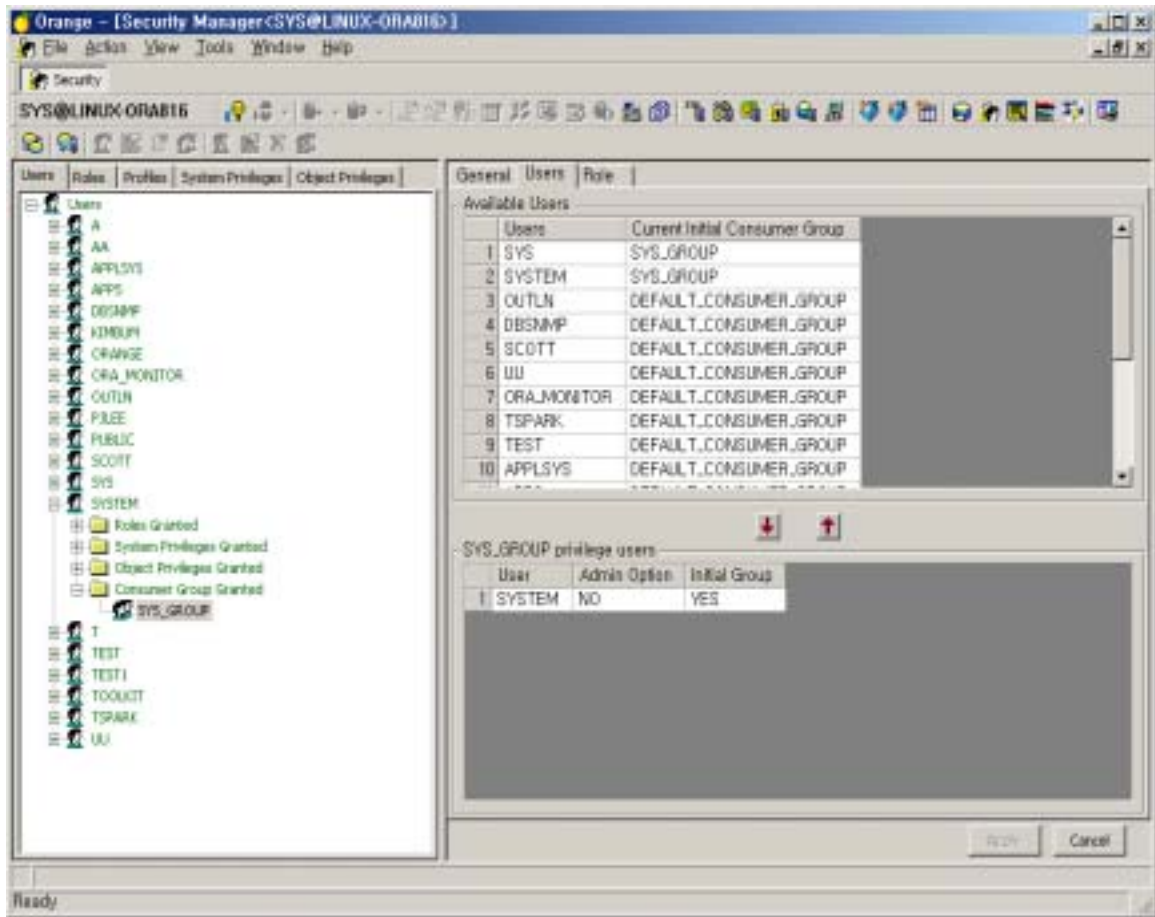 Orange - [Security Manager<SYS@LINUX-ORA816>]
File Action View Tools Window Help
Security
SYS@LINUX-ORA816
Users Roles Profiles System Privileges Object Privileges
Users
A
AA
APPLSYS
APPS
DBSNMP
KIMBUM
ORANGE
ORA_MONITOR
OUTLN
PJLEE
PUBLIC
SCOTT
SYS
SYSTEM
Roles Granted
System Privileges Granted
Object Privileges Granted
Consumer Group Granted
SYS_GROUP
T
TEST
TEST1
TOOLKIT
TSPARK
UU
General Users Role
Available Users
Users Current Initial Consumer Group
1 SYS SYS_GROUP
2 SYSTEM SYS_GROUP
3 OUTLN DEFAULT_CONSUMER_GROUP
4 DBSNMP DEFAULT_CONSUMER_GROUP
5 SCOTT DEFAULT_CONSUMER_GROUP
6 UU DEFAULT_CONSUMER_GROUP
7 ORA_MONITOR DEFAULT_CONSUMER_GROUP
8 TSPARK DEFAULT_CONSUMER_GROUP
9 TEST DEFAULT_CONSUMER_GROUP
10 APPLSYS DEFAULT_CONSUMER_GROUP
SYS_GROUP privilege users
User Admin Option Initial Group
1 SYSTEM NO YES
Apply Cancel
Ready